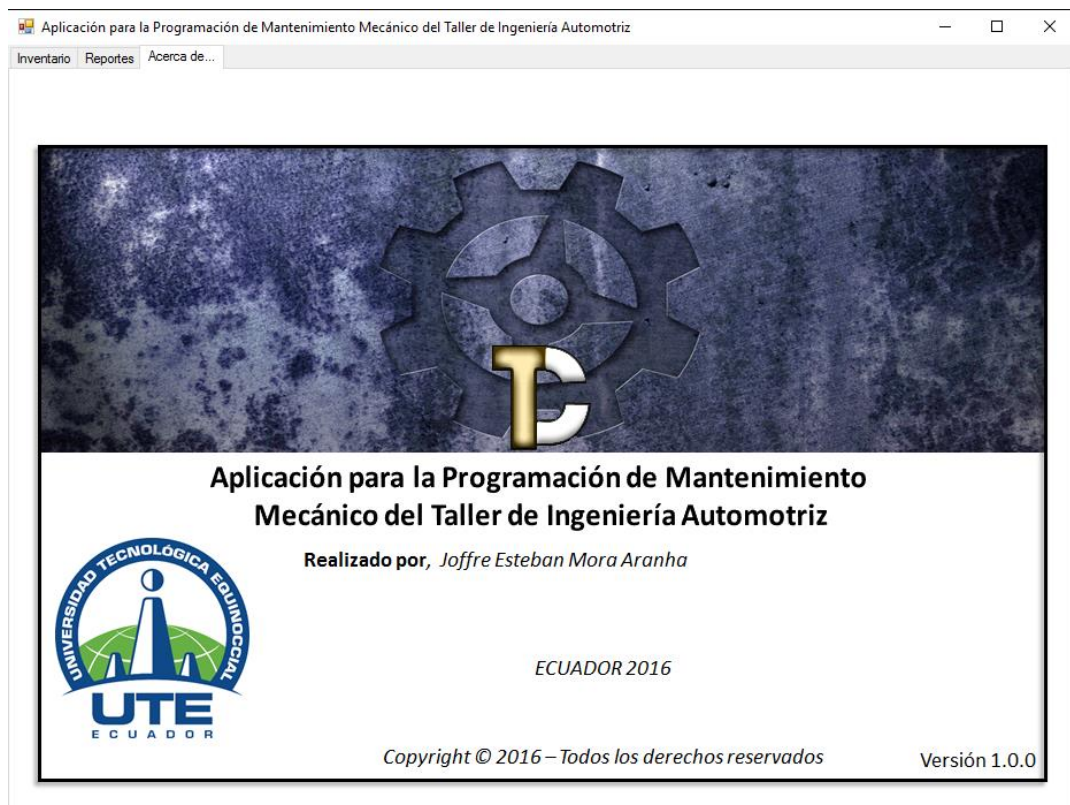 Aplicación para la Programación de Mantenimiento Mecánico del Taller de Ingeniería Automotriz
Inventario Reportes Acerca de...
TC
Aplicación para la Programación de Mantenimiento
Mecánico del Taller de Ingeniería Automotriz
Realizado por, Joffre Esteban Mora Aranha
UNIVERSIDAD TECNOLÓGICA EQUINOCCIAL
UTE
ECUADOR
ECUADOR 2016
Copyright © 2016 – Todos los derechos reservados
Versión 1.0.0